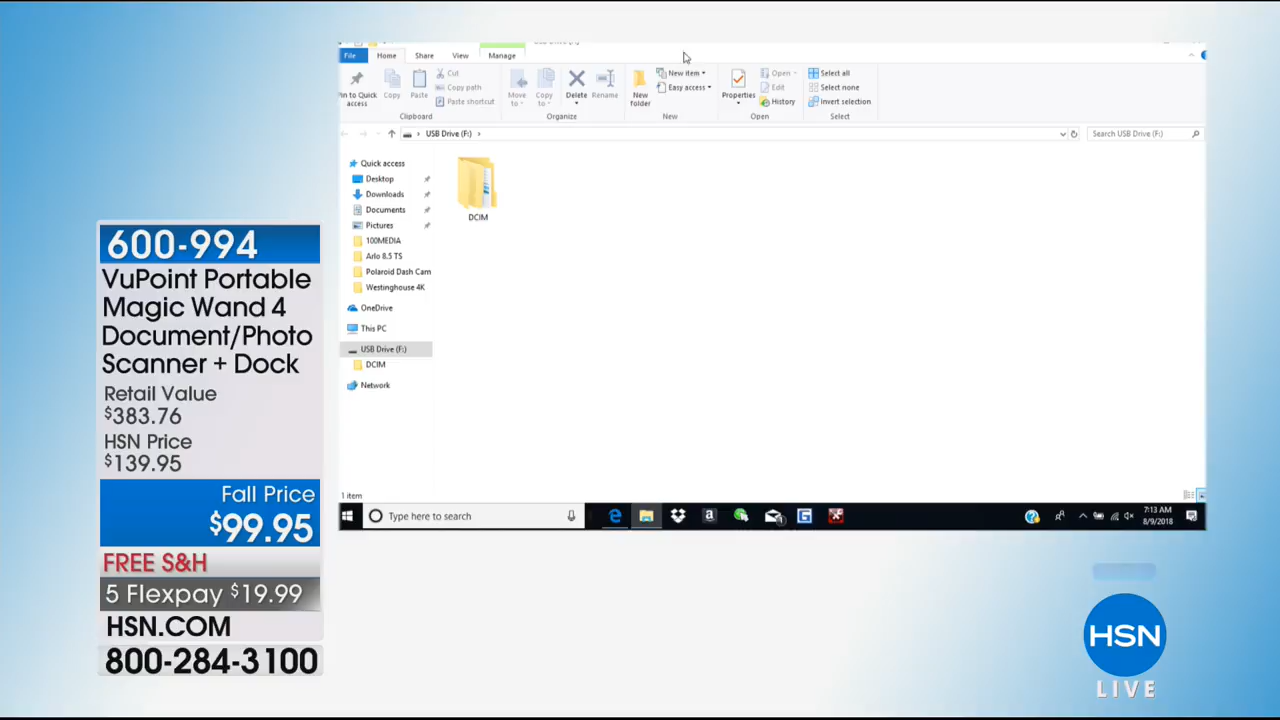 600-994
VuPoint Portable
Magic Wand 4
Document/Photo
Scanner + Dock
Retail Value
$383.76
HSN Price
$139.95
Fall Price
$99.95
FREE S&H
5 Flexpay $19.99
HSN.COM
800-284-3100
File Home Share View Manage
Pin to Quick access
Copy
Paste
Cut
Copy path
Paste shortcut
Clipboard
Move to
Copy to
Delete
Rename
Organize
New folder
New item
Easy access
New
Properties
Open
Edit
History
Open
Select all
Select none
Invert selection
Select
USB Drive (F:)
Search USB Drive (F:)
Quick access
Desktop
Downloads
Documents
Pictures
100MEDIA
Arlo 8.5 TS
Polaroid Dash Cam
Westinghouse 4K
OneDrive
This PC
USB Drive (F:)
DCIM
Network
DCIM
1 item
Type here to search
7:13 AM
8/9/2018
HSN
LIVE